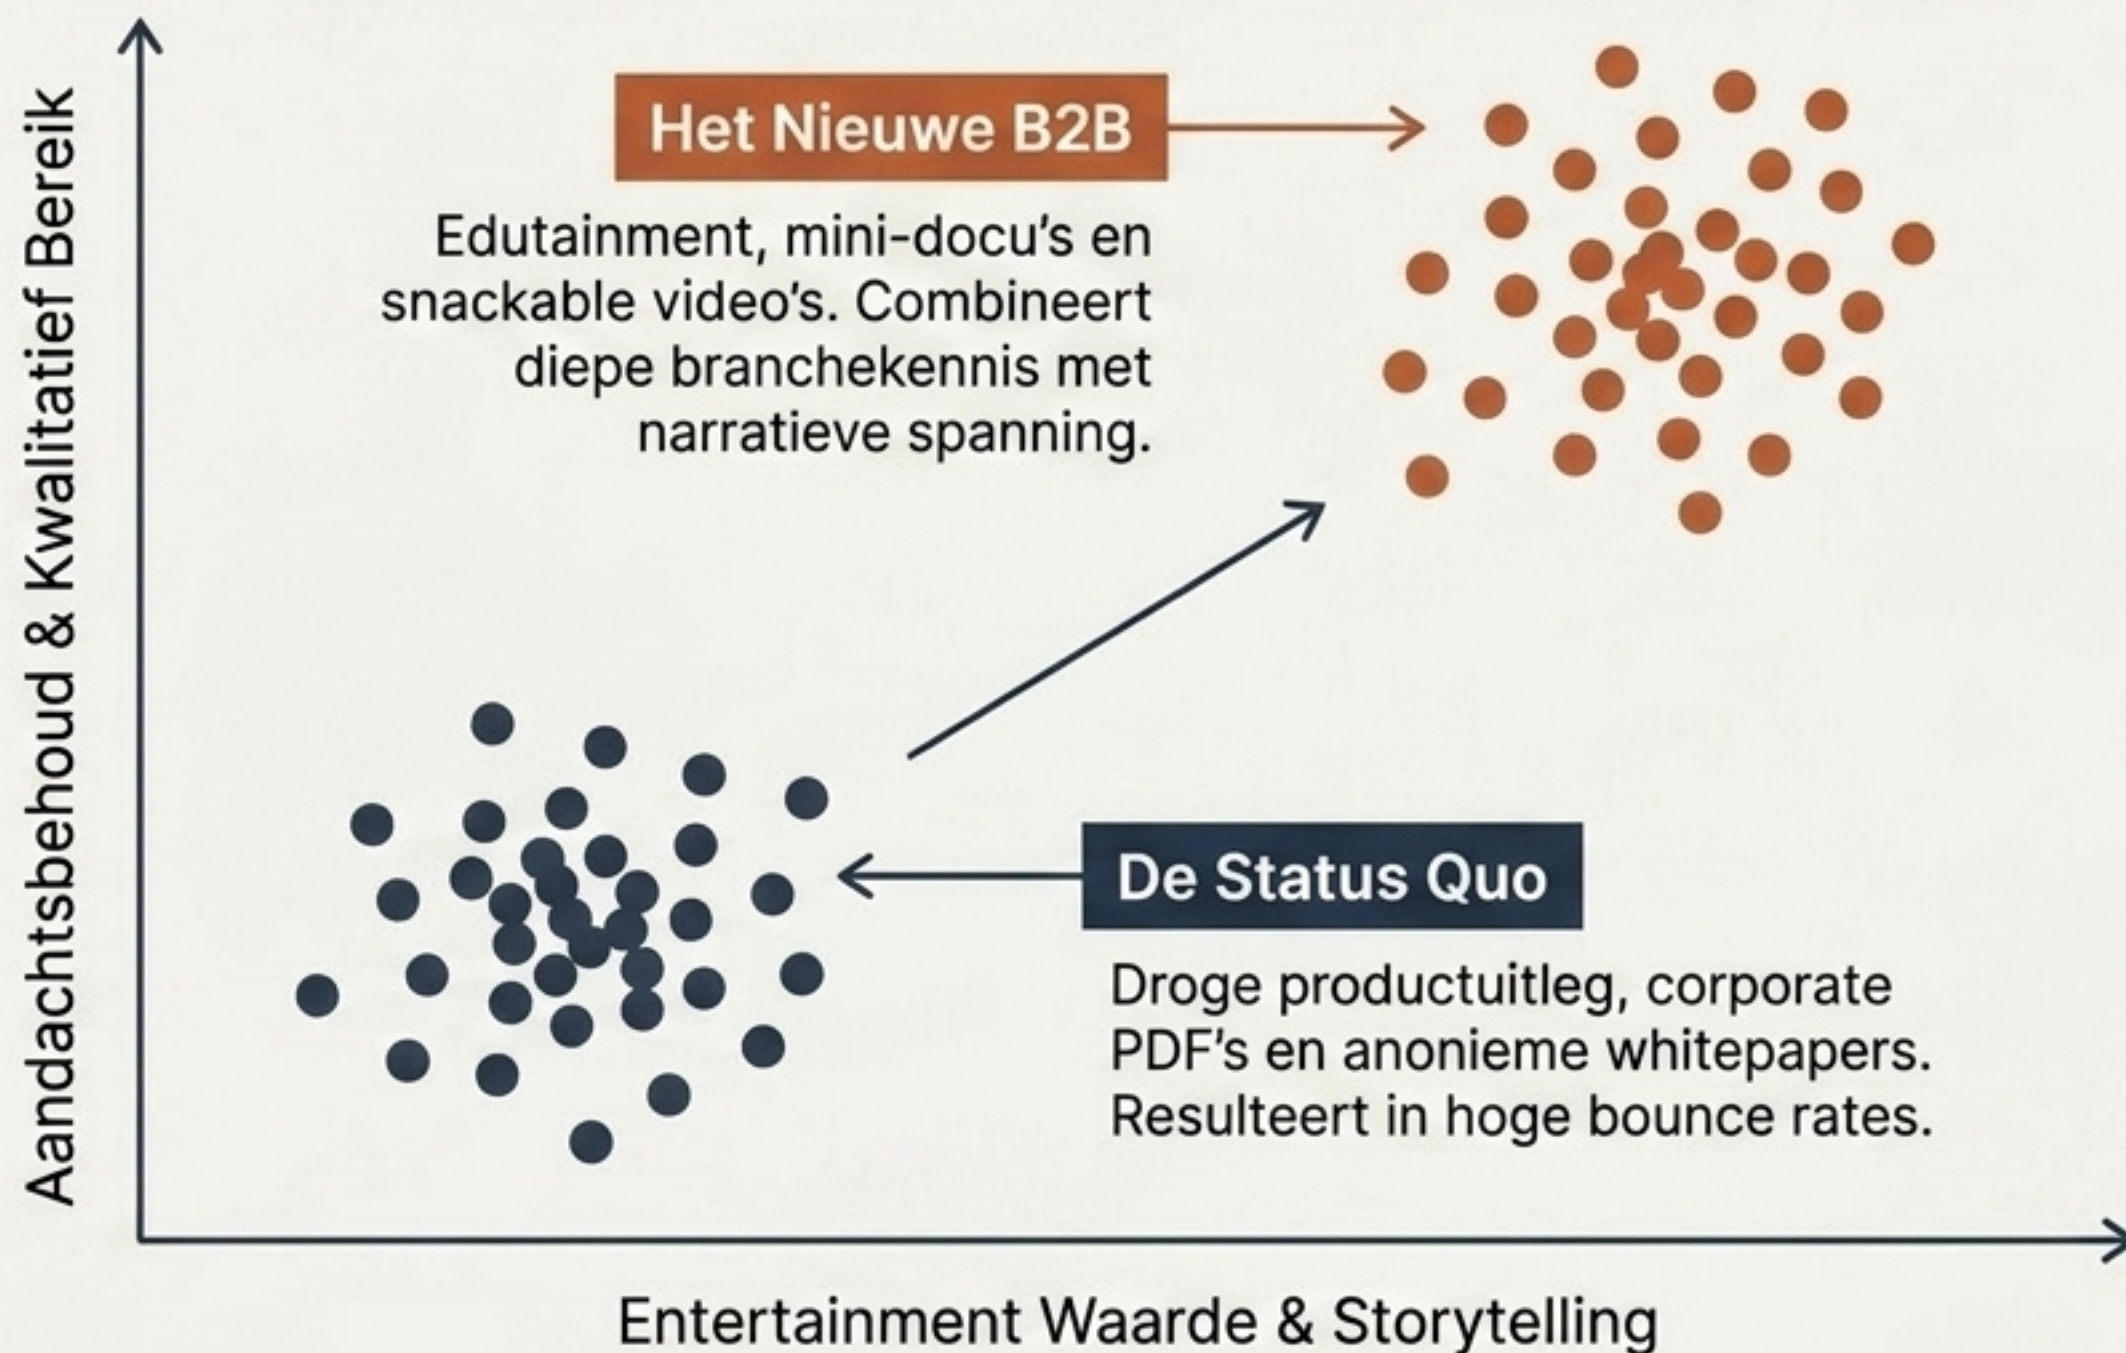 Aandachtsbehoud & Kwalitatief Bereik
Het Nieuwe B2B
Edutainment, mini-docu's en
snackable video's. Combineert
diepe branchekennis met
narratieve spanning.
De Status Quo
Droge productuitleg, corporate
PDF's en anonieme whitepapers.
Resulteert in hoge bounce rates.
Entertainment Waarde & Storytelling